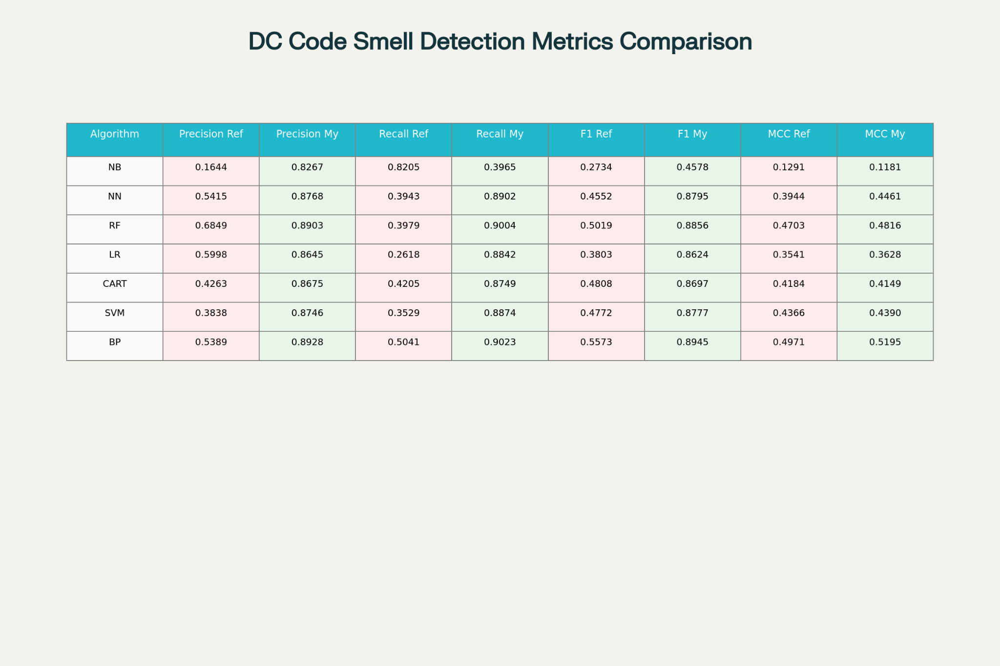 DC Code Smell Detection Metrics Comparison
Algorithm Precision Ref Precision My Recall Ref Recall My F1 Ref F1 My MCC Ref MCC My
NB 0.1644 0.8267 0.8205 0.3965 0.2734 0.4578 0.1291 0.1181
NN 0.5415 0.8768 0.3943 0.8902 0.4552 0.8795 0.3944 0.4461
RF 0.6849 0.8903 0.3979 0.9004 0.5019 0.8856 0.4703 0.4816
LR 0.5998 0.8645 0.2618 0.8842 0.3803 0.8624 0.3541 0.3628
CART 0.4263 0.8675 0.4205 0.8749 0.4808 0.8697 0.4184 0.4149
SVM 0.3838 0.8746 0.3529 0.8874 0.4772 0.8777 0.4366 0.4390
BP 0.5389 0.8928 0.5041 0.9023 0.5573 0.8945 0.4971 0.5195